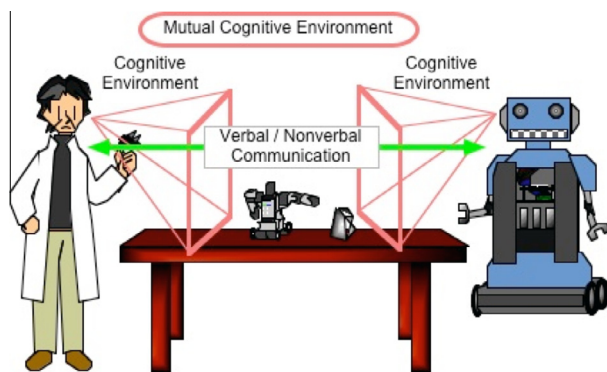 Mutual Cognitive Environment
Cognitive
Environment
Cognitive
Environment
Verbal / Nonverbal
Communication